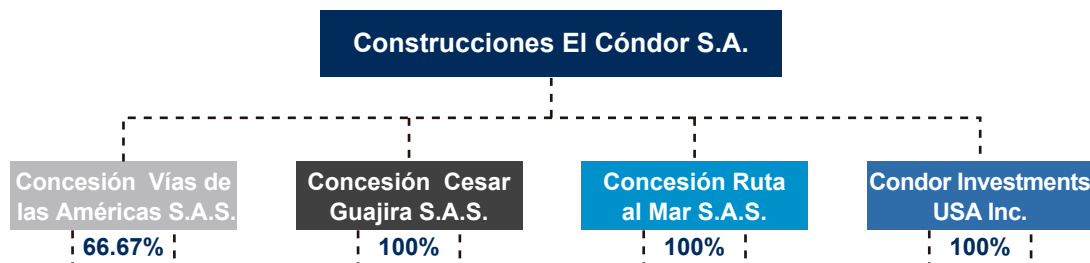 Construcciones El Cóndor S.A.
Concesión Vías de
las Américas S.A.S.
66.67%
Concesión Cesar
Guajira S.A.S.
100%
Concesión Ruta
al Mar S.A.S.
100%
Condor Investments
USA Inc.
100%